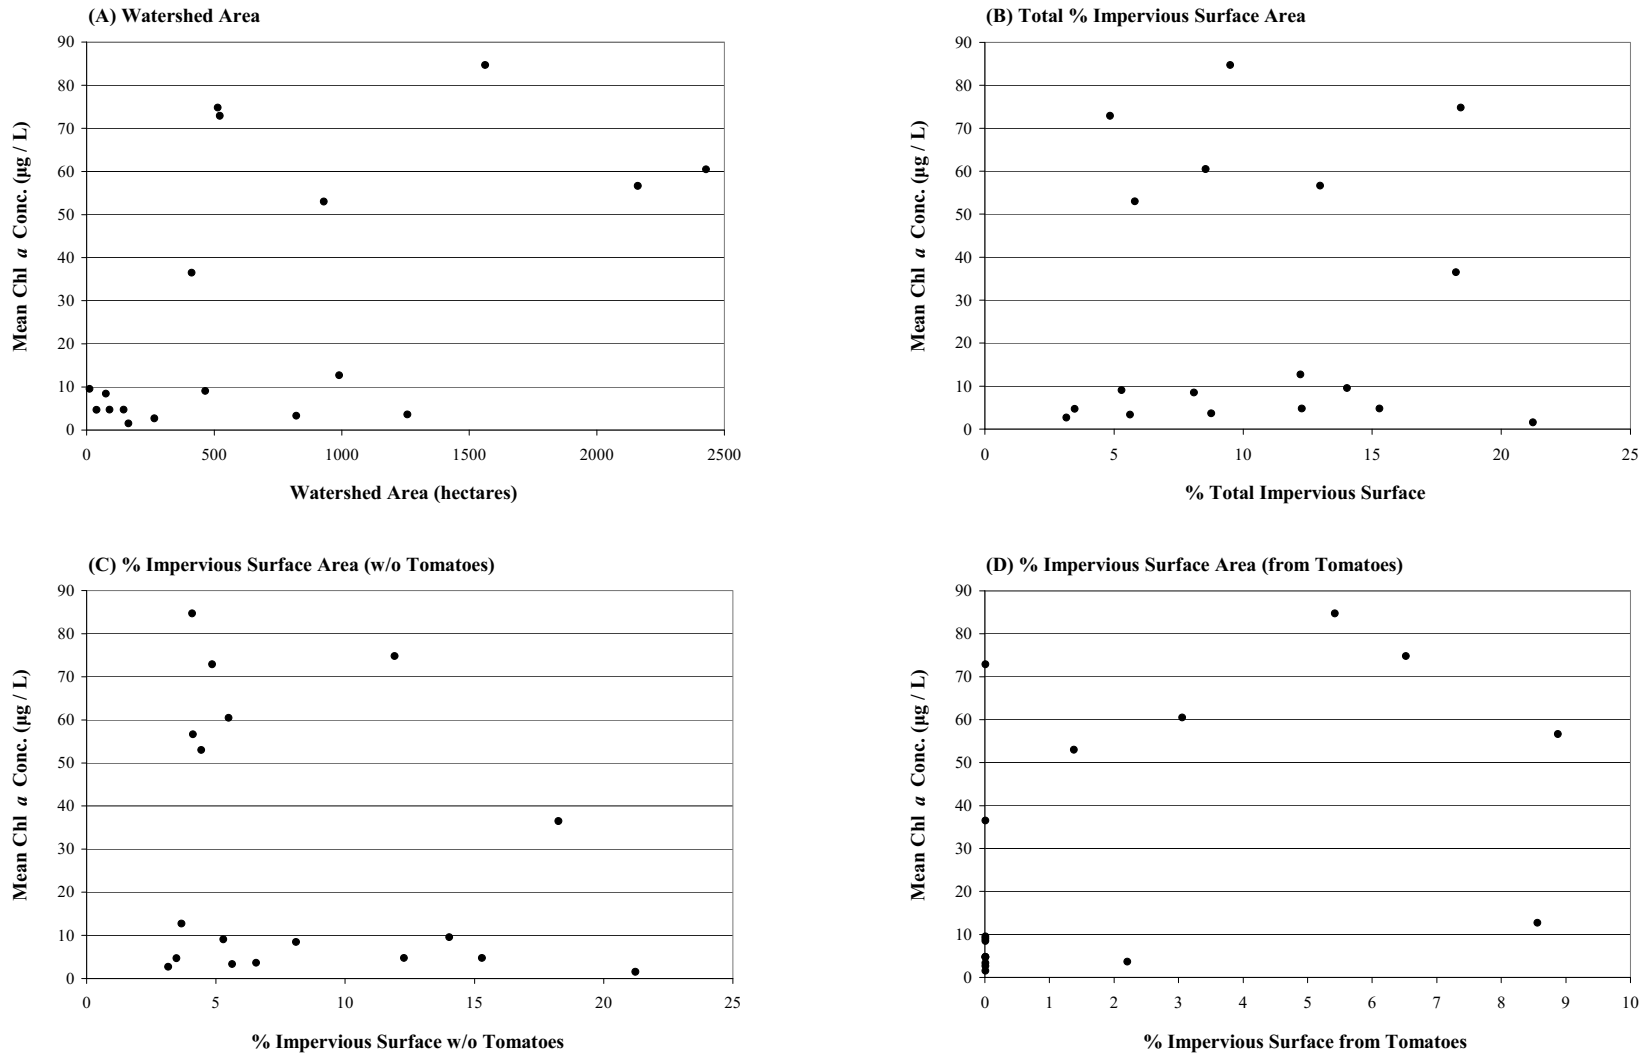 (A) Watershed Area
90
80
70
60
50
40
30
20
10
0
Mean Chl a Conc. (µg / L)
0 500 1000 1500 2000 2500
Watershed Area (hectares)
(B) Total % Impervious Surface Area
90
80
70
60
50
40
30
20
10
0
Mean Chl a Conc. (µg / L)
0 5 10 15 20 25
% Total Impervious Surface
(C) % Impervious Surface Area (w/o Tomatoes)
90
80
70
60
50
40
30
20
10
0
Mean Chl a Conc. (µg / L)
0 5 10 15 20 25
% Impervious Surface w/o Tomatoes
(D) % Impervious Surface Area (from Tomatoes)
90
80
70
60
50
40
30
20
10
0
Mean Chl a Conc. (µg / L)
0 1 2 3 4 5 6 7 8 9 10
% Impervious Surface from Tomatoes